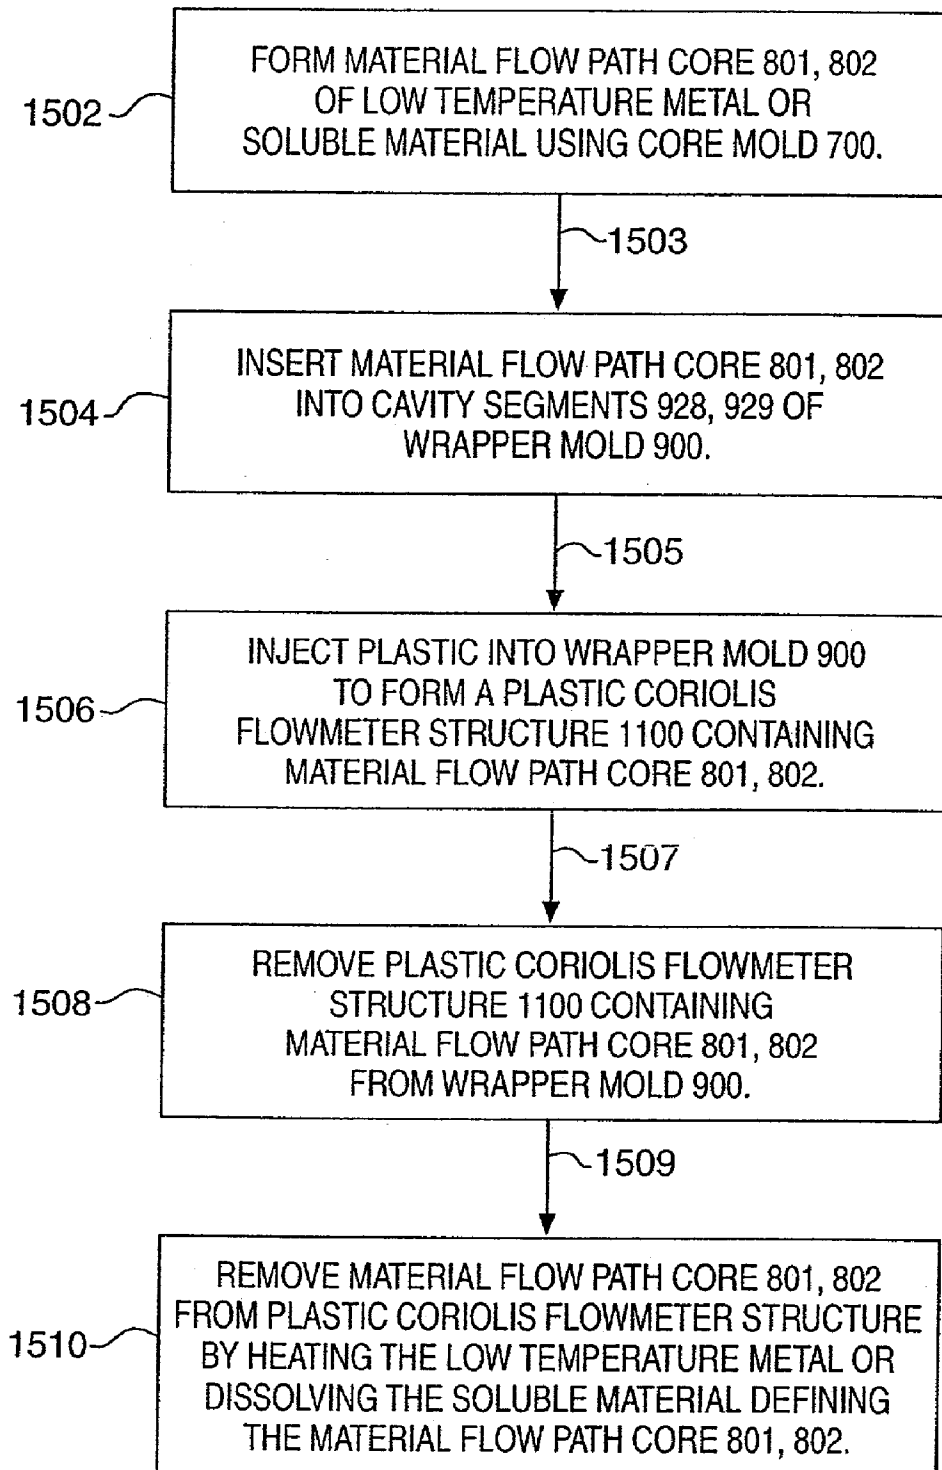 1502
FORM MATERIAL FLOW PATH CORE 801, 802
OF LOW TEMPERATURE METAL OR
SOLUBLE MATERIAL USING CORE MOLD 700.
1503
1504
INSERT MATERIAL FLOW PATH CORE 801, 802
INTO CAVITY SEGMENTS 928, 929 OF
WRAPPER MOLD 900.
1505
1506
INJECT PLASTIC INTO WRAPPER MOLD 900
TO FORM A PLASTIC CORIOLIS
FLOWMETER STRUCTURE 1100 CONTAINING
MATERIAL FLOW PATH CORE 801, 802.
1507
1508
REMOVE PLASTIC CORIOLIS FLOWMETER
STRUCTURE 1100 CONTAINING
MATERIAL FLOW PATH CORE 801, 802
FROM WRAPPER MOLD 900.
1509
1510
REMOVE MATERIAL FLOW PATH CORE 801, 802
FROM PLASTIC CORIOLIS FLOWMETER STRUCTURE
BY HEATING THE LOW TEMPERATURE METAL OR
DISSOLVING THE SOLUBLE MATERIAL DEFINING
THE MATERIAL FLOW PATH CORE 801, 802.